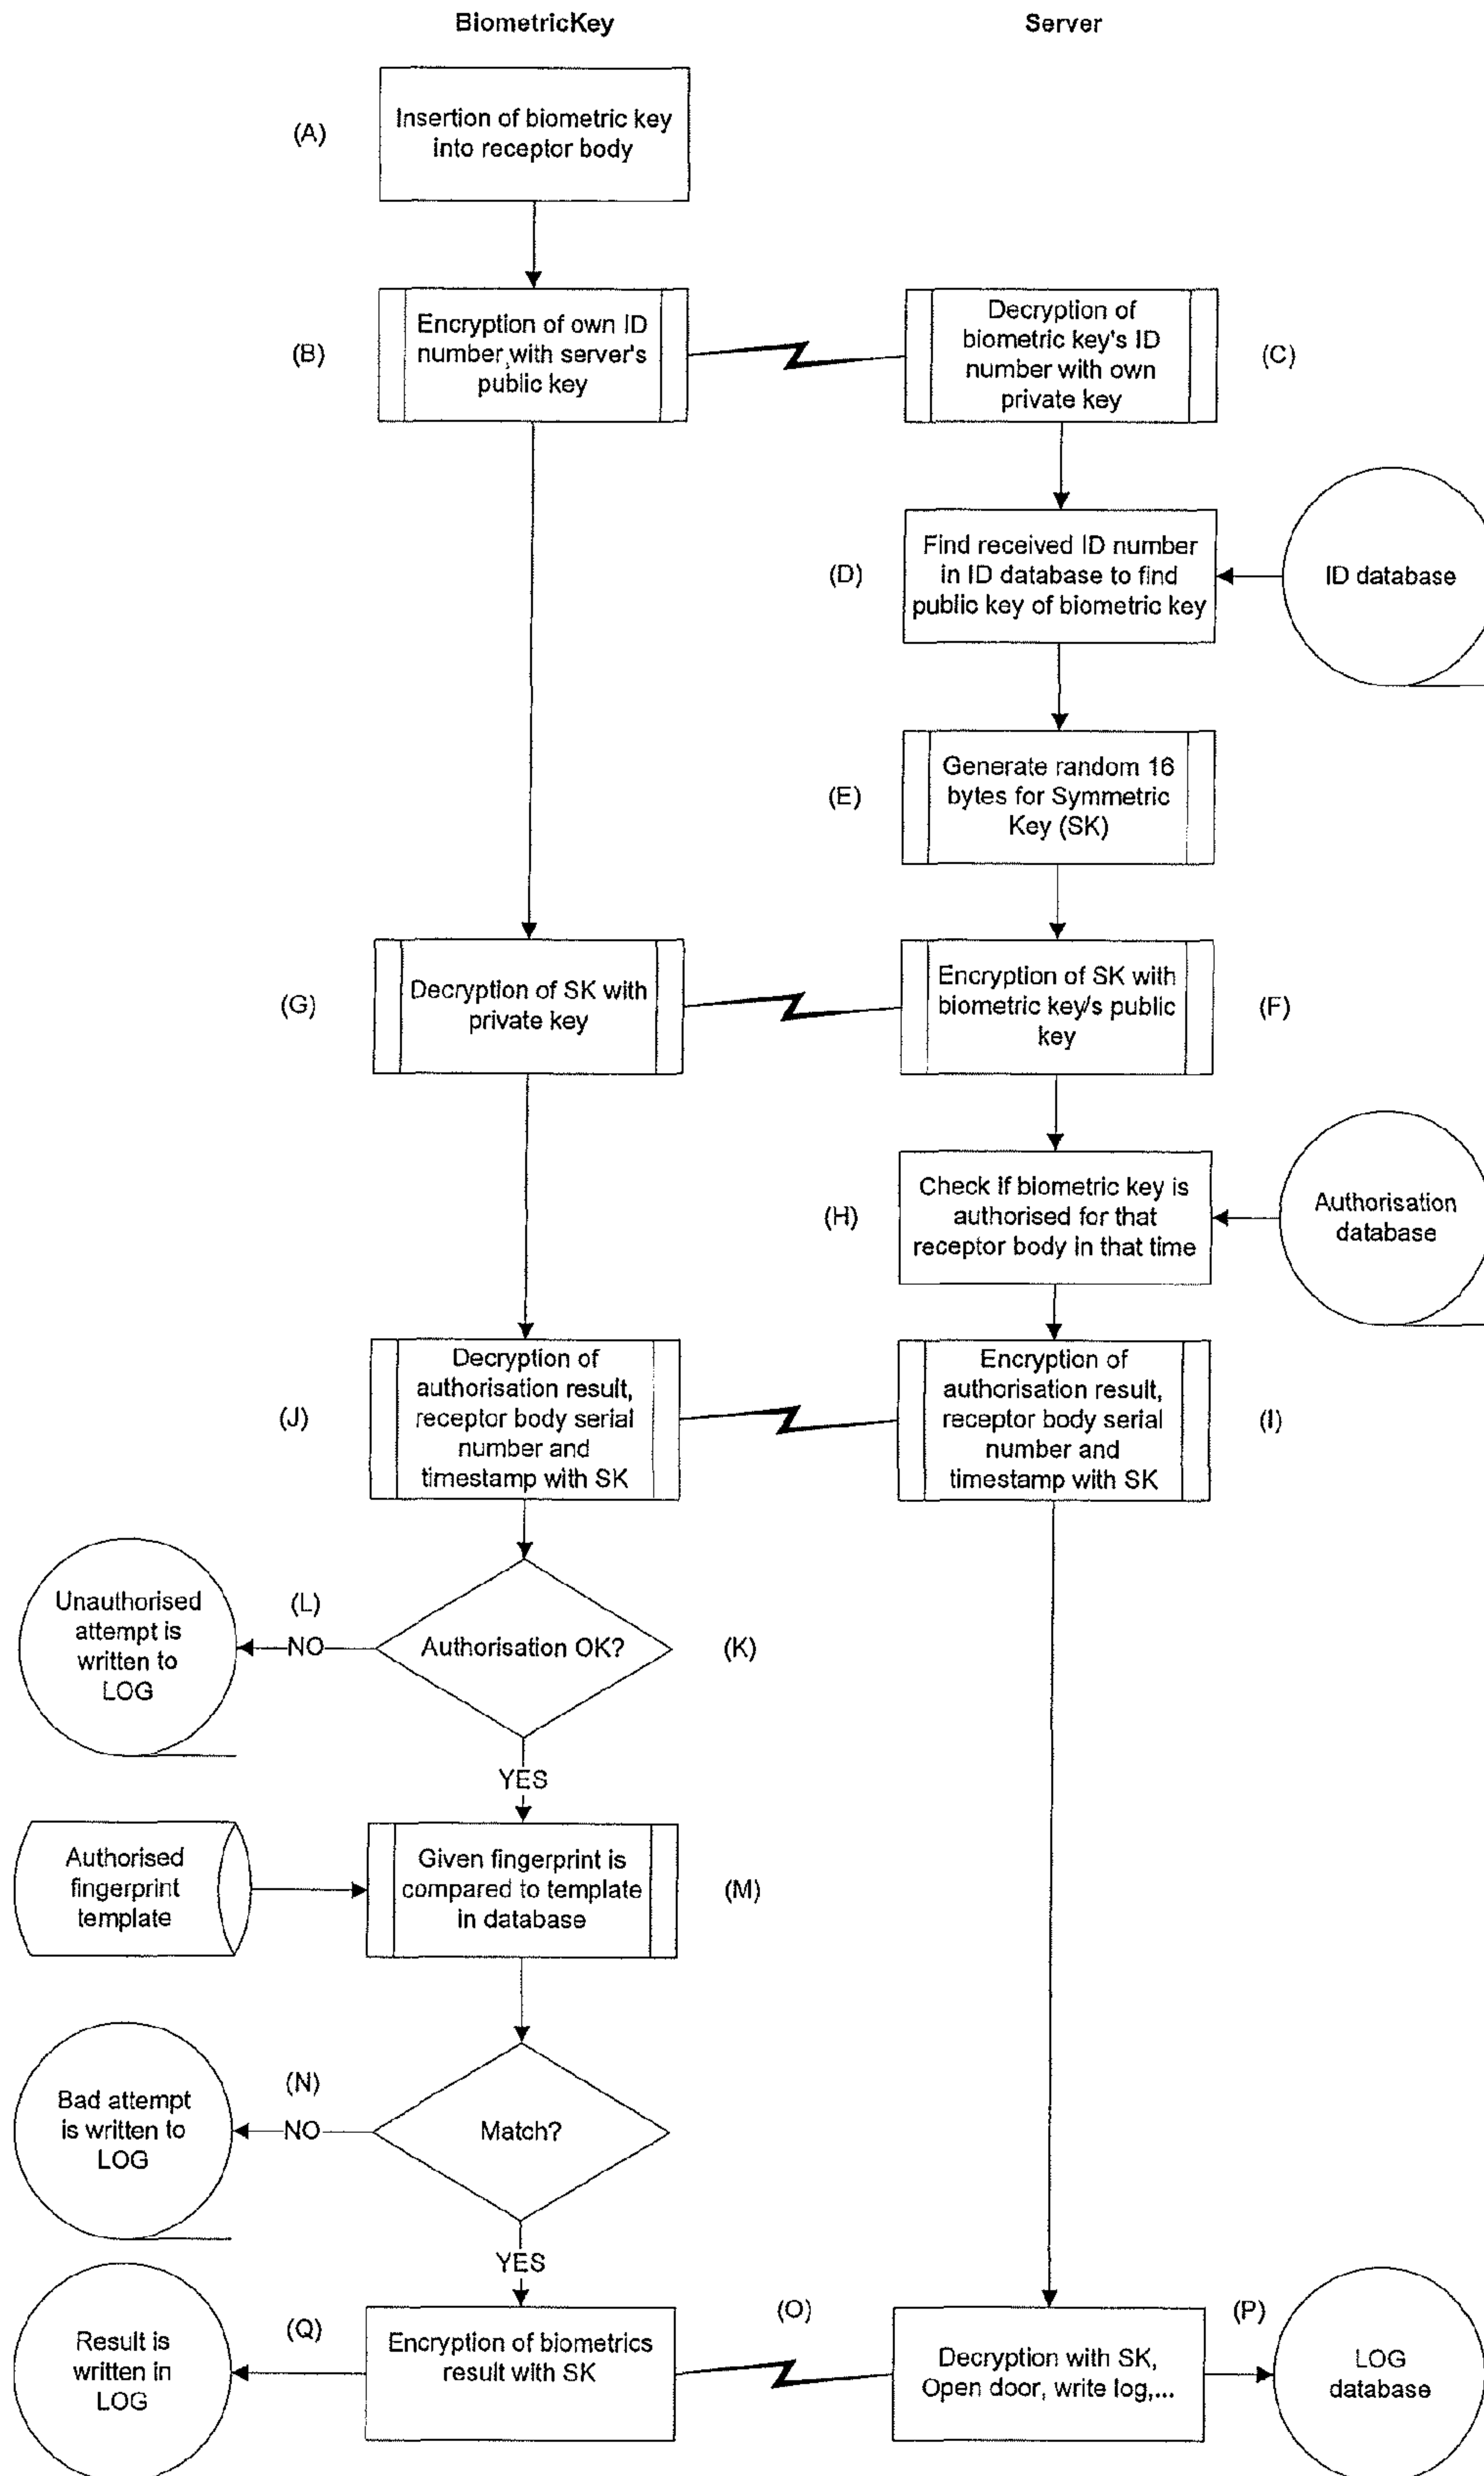 BiometricKey
Server
(A)
Insertion of biometric key
into receptor body
(B)
Encryption of own ID
number with server's
public key
Decryption of
biometric key's ID
number with own
private key
(C)
(D)
Find received ID number
in ID database to find
public key of biometric key
ID database
(E)
Generate random 16
bytes for Symmetric
Key (SK)
(G)
Decryption of SK with
private key
Encryption of SK with
biometric key's public
key
(F)
(H)
Check if biometric key is
authorised for that
receptor body in that time
Authorisation
database
(J)
Decryption of
authorisation result,
receptor body serial
number and
timestamp with SK
Encryption of
authorisation result,
receptor body serial
number and
timestamp with SK
(I)
Unauthorised
attempt is
written to
LOG
(L)
NO
Authorisation OK?
(K)
YES
Authorised
fingerprint
template
Given fingerprint is
compared to template
in database
(M)
Bad attempt
is written to
LOG
(N)
NO
Match?
YES
Result is
written in
LOG
(Q)
Encryption of biometrics
result with SK
(O)
Decryption with SK,
Open door, write log,...
(P)
LOG
database